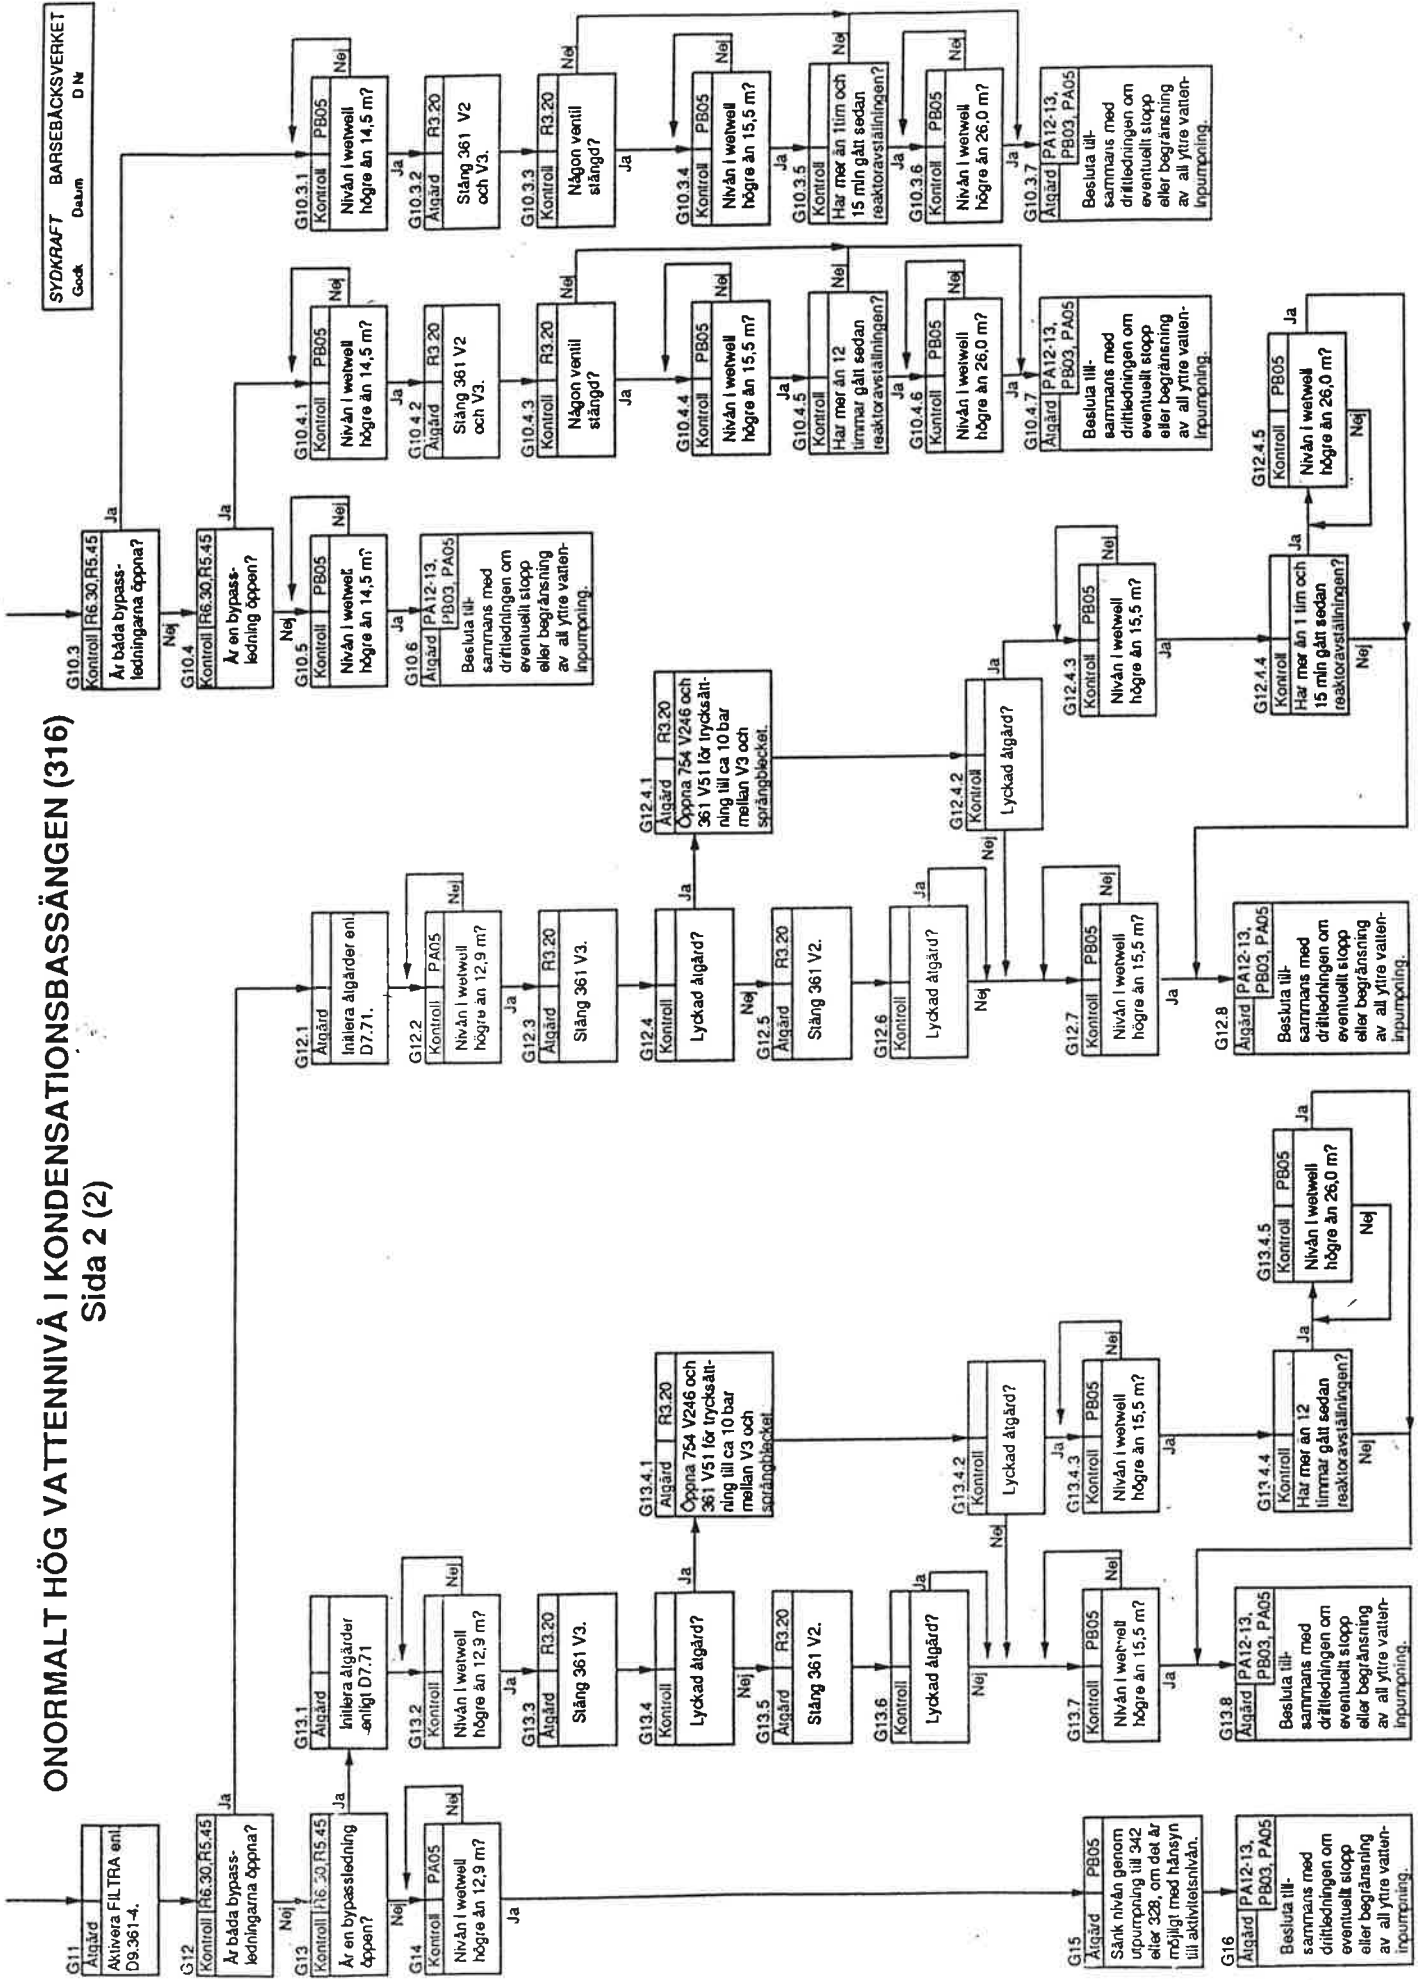 SYDKRAFT BARSEBÄCKSVERKET
Godk Datum D Nr
ONORMALT HÖG VATTENNIVÅ I KONDENSATIONSBASSÄNGEN (316)
Sida 2 (2)
G11
Åtgärd
Aktivera FILTRA enl.
D9.361-4.
G12
Kontroll R6.30,R5.45
Är båda bypass-
ledningarna öppna?
Ja
Nej
G13
Kontroll R6.30,R5.45
Är en bypassledning
öppen?
Ja
Nej
G14
Kontroll PA05
Nivån i wetwell
högre än 12,9 m?
Nej
Ja
G15
Åtgärd PB05
Sänk nivån genom
utpumpning till 342
eller 328, om det är
möjligt med hänsyn
till aktivitetsnivån.
G16
Åtgärd PA12-13,
PB03, PA05
Besluta till-
sammans med
driftledningen om
eventuellt stopp
eller begränsning
av all yttre vatten-
inpumpning.
G13.1
Åtgärd
Initiera åtgärder
enligt D7.71
G13.2
Kontroll
Nivån i wetwell
högre än 12,9 m?
Nej
Ja
G13.3
Åtgärd R3.20
Stäng 361 V3.
G13.4
Kontroll
Lyckad åtgärd?
Ja
Nej
G13.5
Åtgärd R3.20
Stäng 361 V2.
G13.6
Kontroll
Lyckad åtgärd?
Ja
Nej
G13.7
Kontroll PB05
Nivån i wetwell
högre än 15,5 m?
Nej
Ja
G13.8
Åtgärd PA12-13,
PB03, PA05
Besluta till-
sammans med
driftledningen om
eventuellt stopp
eller begränsning
av all yttre vatten-
inpumpning.
G13.4.1
Åtgärd R3.20
Öppna 754 V246 och
361 V51 för trycksätt-
ning till ca 10 bar
mellan V3 och
sprängblecket.
G13.4.2
Kontroll
Lyckad åtgärd?
Nej
Ja
G13.4.3
Kontroll PB05
Nivån i wetwell
högre än 15,5 m?
Nej
Ja
G13.4.4
Kontroll
Har mer än 12
timmar gått sedan
reaktoravställningen?
Ja
Nej
G13.4.5
Kontroll PB05
Nivån i wetwell
högre än 26,0 m?
Ja
Nej
G12.1
Åtgärd
Initiera åtgärder enl.
D7.71.
G12.2
Kontroll PA05
Nivån i wetwell
högre än 12,9 m?
Nej
Ja
G12.3
Åtgärd R3.20
Stäng 361 V3.
G12.4
Kontroll
Lyckad åtgärd?
Ja
Nej
G12.5
Åtgärd R3.20
Stäng 361 V2.
G12.6
Kontroll
Lyckad åtgärd?
Ja
Nej
G12.7
Kontroll PB05
Nivån i wetwell
högre än 15,5 m?
Nej
Ja
G12.8
Åtgärd PA12-13,
PB03, PA05
Besluta till-
sammans med
driftledningen om
eventuellt stopp
eller begränsning
av all yttre vatten-
inpumpning.
G12.4.1
Åtgärd R3.20
Öppna 754 V246 och
361 V51 för trycksätt-
ning till ca 10 bar
mellan V3 och
sprängblecket.
G12.4.2
Kontroll
Lyckad åtgärd?
Nej
Ja
G12.4.3
Kontroll PB05
Nivån i wetwell
högre än 15,5 m?
Nej
Ja
G12.4.4
Kontroll
Har mer än 1 tim och
15 min gått sedan
reaktoravställningen?
Ja
Nej
G12.4.5
Kontroll PB05
Nivån i wetwell
högre än 26,0 m?
Ja
Nej
G10.3
Kontroll R6.30,R5.45
Är båda bypass-
ledningarna öppna?
Ja
Nej
G10.4
Kontroll R6.30,R5.45
Är en bypass-
ledning öppen?
Ja
Nej
G10.5
Kontroll PB05
Nivån i wetwell
högre än 14,5 m?
Nej
Ja
G10.6
Åtgärd PA12-13,
PB03, PA05
Besluta till-
sammans med
driftledningen om
eventuellt stopp
eller begränsning
av all yttre vatten-
inpumpning.
G10.4.1
Kontroll PB05
Nivån i wetwell
högre än 14,5 m?
Nej
Ja
G10.4.2
Åtgärd R3.20
Stäng 361 V2
och V3.
G10.4.3
Kontroll R3.20
Någon ventil
stängd?
Nej
Ja
G10.4.4
Kontroll PB05
Nivån i wetwell
högre än 15,5 m?
Nej
Ja
G10.4.5
Kontroll
Har mer än 12
timmar gått sedan
reaktoravställningen?
Nej
Ja
G10.4.6
Kontroll PB05
Nivån i wetwell
högre än 26,0 m?
Nej
Ja
G10.4.7
Åtgärd PA12-13,
PB03, PA05
Besluta till-
sammans med
driftledningen om
eventuellt stopp
eller begränsning
av all yttre vatten-
inpumpning.
G10.3.1
Kontroll PB05
Nivån i wetwell
högre än 14,5 m?
Nej
Ja
G10.3.2
Åtgärd R3.20
Stäng 361 V2
och V3.
G10.3.3
Kontroll R3.20
Någon ventil
stängd?
Nej
Ja
G10.3.4
Kontroll PB05
Nivån i wetwell
högre än 15,5 m?
Nej
Ja
G10.3.5
Kontroll
Har mer än 1tim och
15 min gått sedan
reaktoravställningen?
Nej
Ja
G10.3.6
Kontroll PB05
Nivån i wetwell
högre än 26,0 m?
Nej
Ja
G10.3.7
Åtgärd PA12-13,
PB03, PA05
Besluta till-
sammans med
driftledningen om
eventuellt stopp
eller begränsning
av all yttre vatten-
inpumpning.